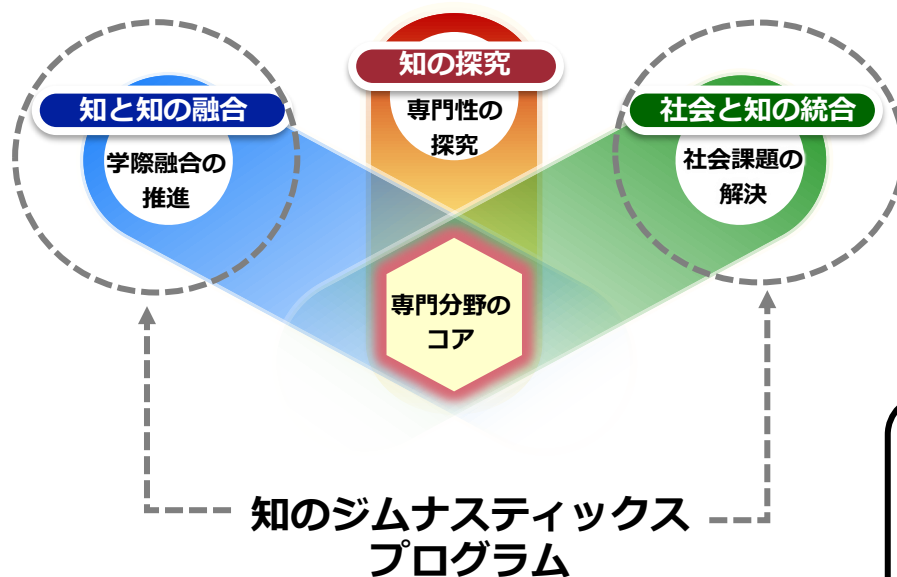 知の探究
専門性の
探究
知と知の融合
学際融合の
推進
社会と知の統合
社会課題の
解決
専門分野の
コア
知のジムナスティックス
プログラム